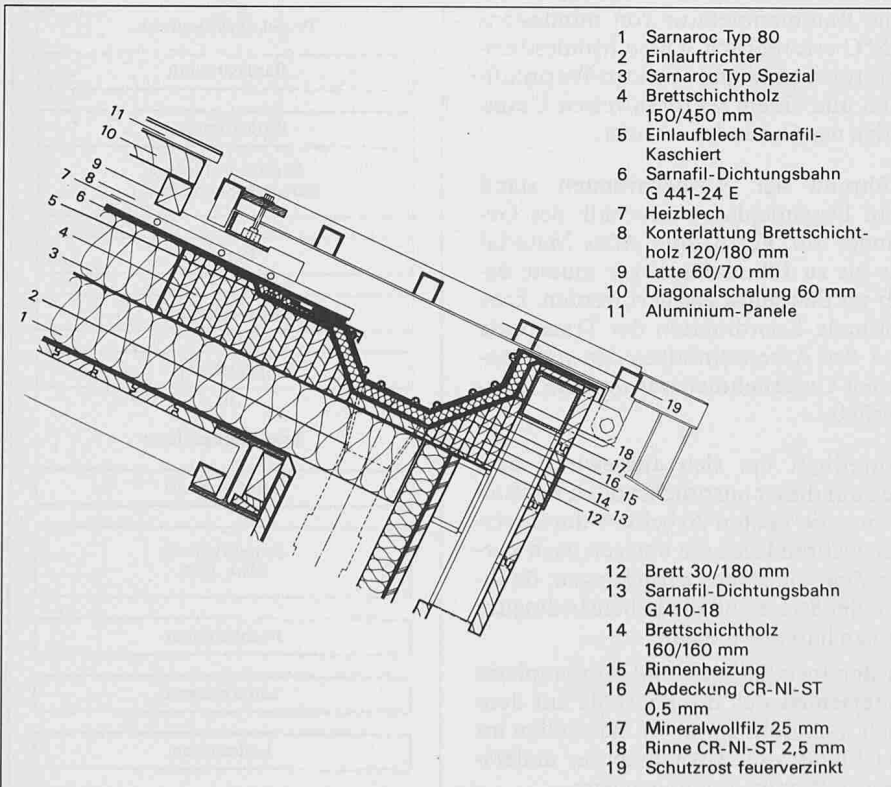 1 Sarnaroc Typ 80
2 Einlauftrichter
3 Sarnaroc Typ Spezial
4 Brettschichtholz
150/450 mm
5 Einlaufblech Sarnafil-
Kaschiert
6 Sarnafil-Dichtungsbahn
G 441-24 E
7 Heizblech
8 Konterlattung Brettschicht-
holz 120/180 mm
9 Latte 60/70 mm
10 Diagonalschalung 60 mm
11 Aluminium-Panele
11
10
9
8
7
6
5
4
3
2
1
19
18
17
16 15
14
12 13
12 Brett 30/180 mm
13 Sarnafil-Dichtungsbahn
G 410-18
14 Brettschichtholz
160/160 mm
15 Rinnenheizung
16 Abdeckung CR-NI-ST
0,5 mm
17 Mineralwollfilz 25 mm
18 Rinne CR-NI-ST 2,5 mm
19 Schutzrost feuerverzinkt